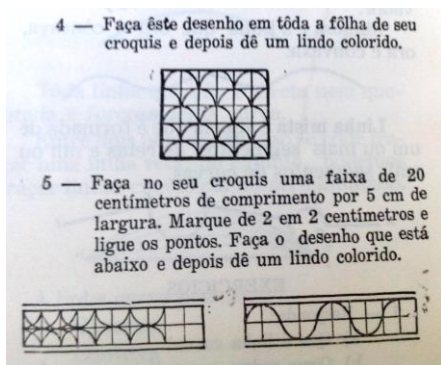 4 — Faça êste desenho em tôda a fôlha de seu
croquis e depois dê um lindo colorido.
5 — Faça no seu croquis uma faixa de 20
centímetros de comprimento por 5 cm de
largura. Marque de 2 em 2 centímetros e
ligue os pontos. Faça o desenho que está
abaixo e depois dê um lindo colorido.